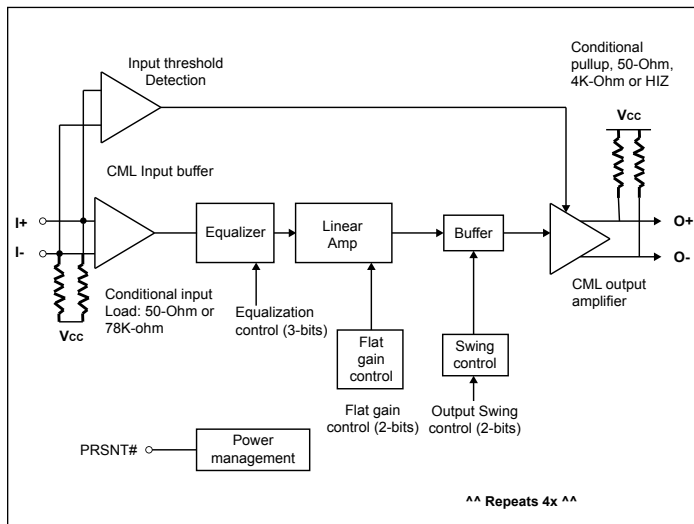 Input threshold
Detection
Conditional
pullup, 50-Ohm,
4K-Ohm or HIZ
Vcc
CML Input buffer
I+
I-
Equalizer
Linear
Amp
Buffer
O+
O-
CML output
amplifier
Conditional input
Load: 50-Ohm or
78K-ohm
Vcc
Equalization
control (3-bits)
Flat
gain
control
Swing
control
Flat gain
control (2-bits)
Output Swing
control (2-bits)
PRSNT#
Power
management
^^ Repeats 4x ^^